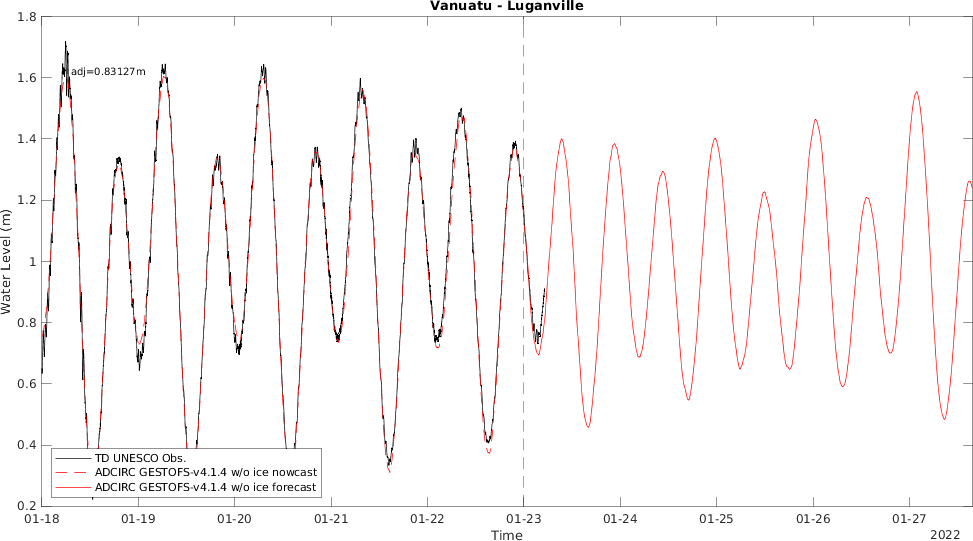 Vanuatu - Luganville
1.8
1.6
1.4
1.2
1
0.8
0.6
0.4
0.2
Water Level (m)
adj=0.83127m
TD UNESCO Obs.
ADCIRC GESTOFS-v4.1.4 w/o ice nowcast
ADCIRC GESTOFS-v4.1.4 w/o ice forecast
01-18 01-19 01-20 01-21 01-22 01-23 01-24 01-25 01-26 01-27
Time
2022